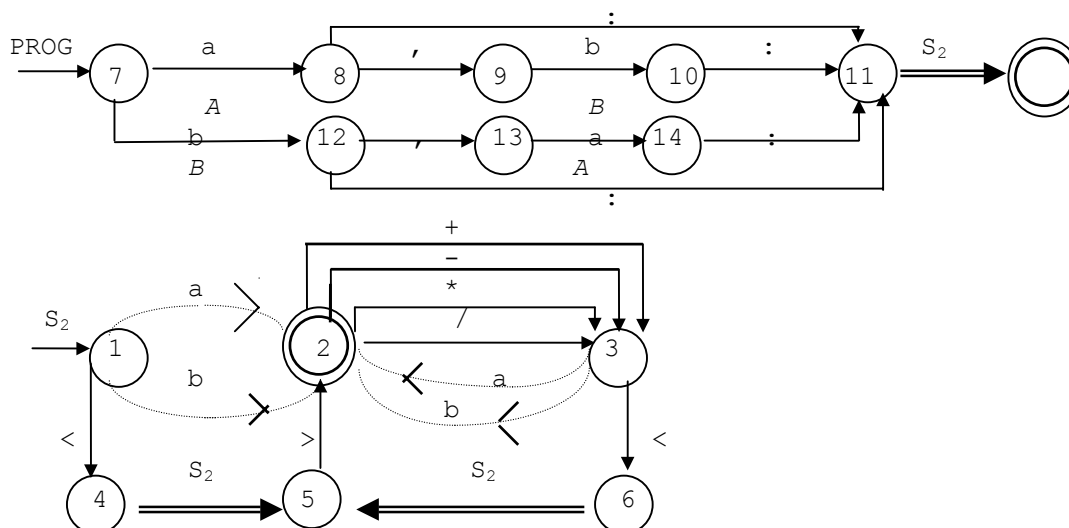 :
PROG a , b : S₂
7 8 9 10 11
A B
b 12 , 13 a 14 :
B A
:
+
-
*
/
a
S₂
1 2 3
a
b b
< > <
S₂ S₂
4 5 6